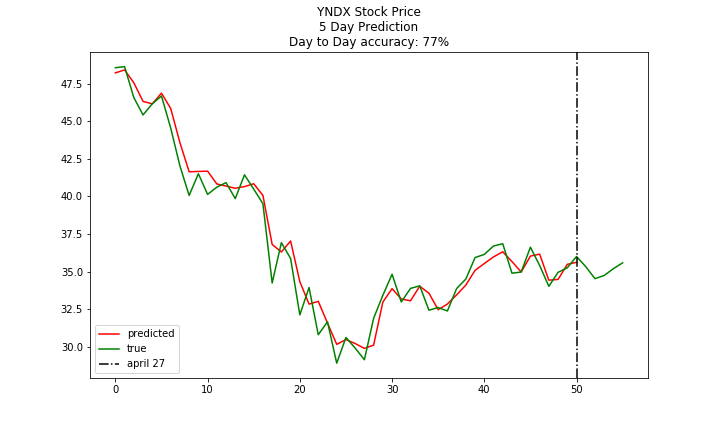 YNDX Stock Price
5 Day Prediction
Day to Day accuracy: 77%
47.5
45.0
42.5
40.0
37.5
35.0
32.5
30.0
predicted
true
april 27
0
10
20
30
40
50